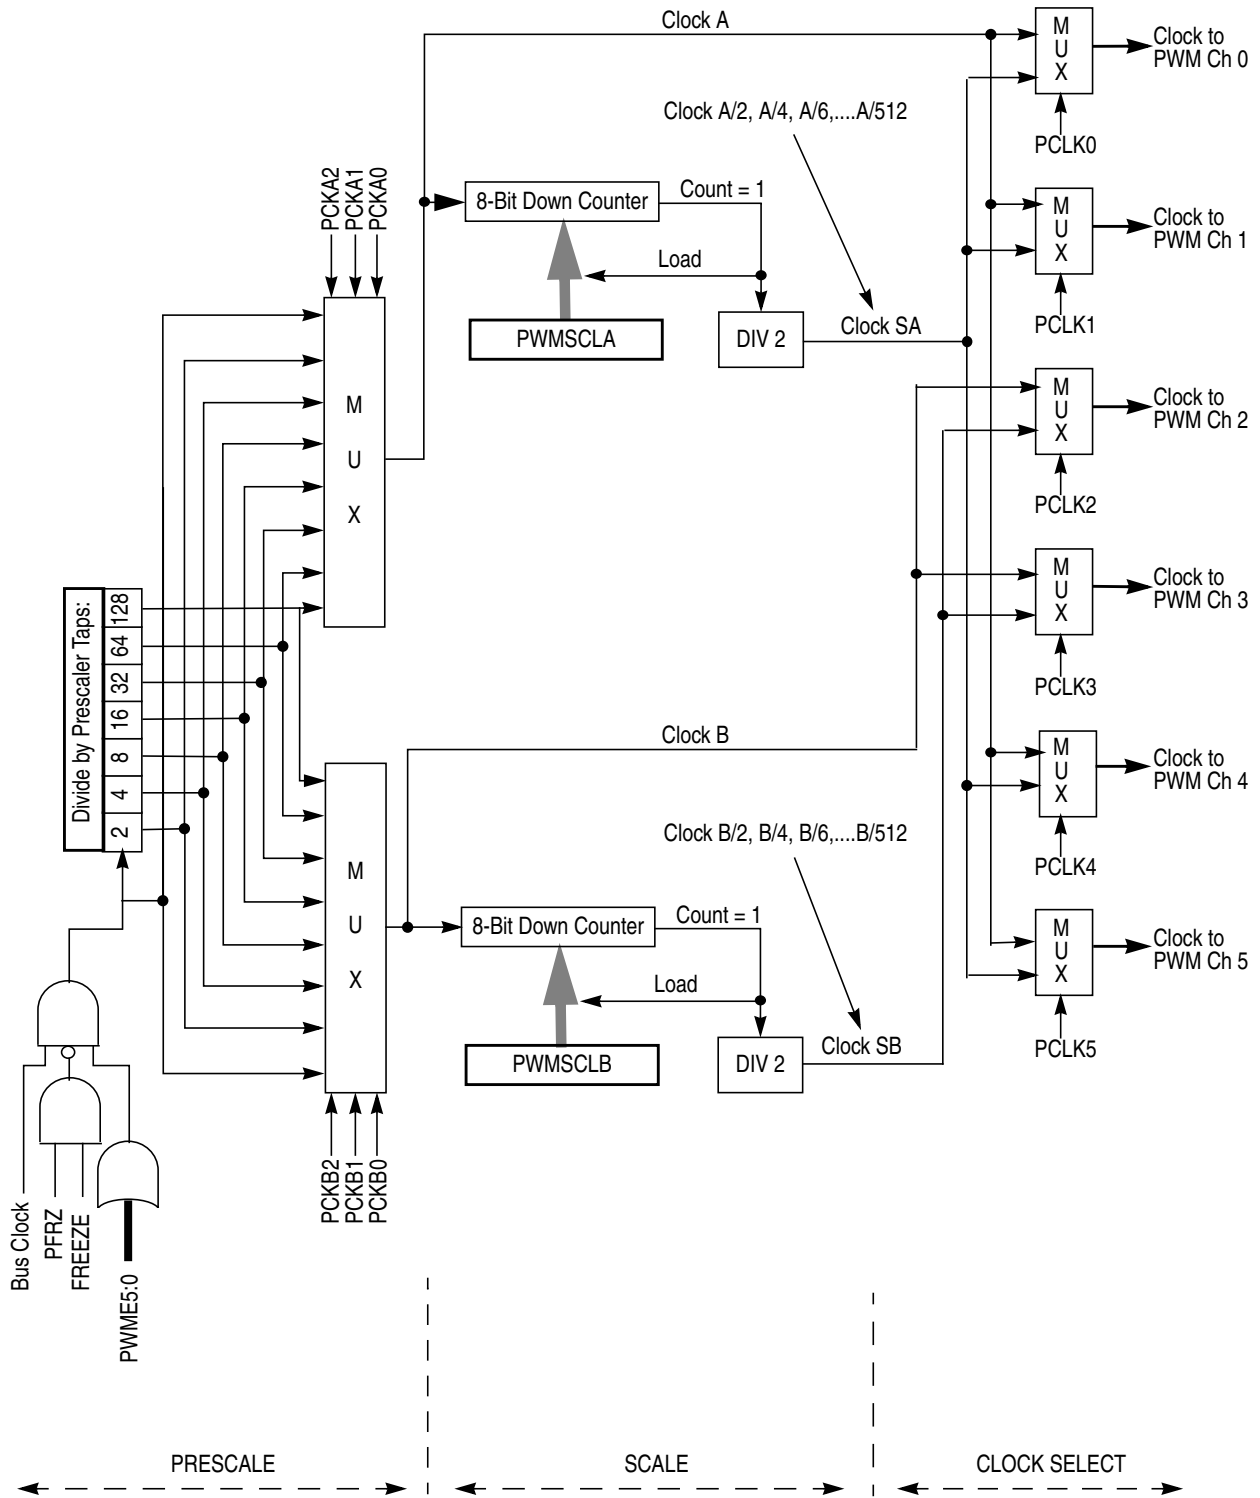 Clock A
M
U
X
Clock to
PWM Ch 0
PCLK0
Clock A/2, A/4, A/6,....A/512
PCKA2
PCKA1
PCKA0
8-Bit Down Counter
Count = 1
Load
PWMSCLA
DIV 2
Clock SA
M
U
X
Clock to
PWM Ch 1
PCLK1
M
U
X
Clock to
PWM Ch 2
PCLK2
M
U
X
M
U
X
Clock to
PWM Ch 3
PCLK3
Divide by Prescaler Taps:
128
64
32
16
8
4
2
Clock B
M
U
X
Clock to
PWM Ch 4
PCLK4
Clock B/2, B/4, B/6,....B/512
M
U
X
8-Bit Down Counter
Count = 1
Load
PWMSCLB
DIV 2
Clock SB
M
U
X
Clock to
PWM Ch 5
PCLK5
PCKB2
PCKB1
PCKB0
Bus Clock
PFRZ
FREEZE
PWME5:0
PRESCALE
SCALE
CLOCK SELECT